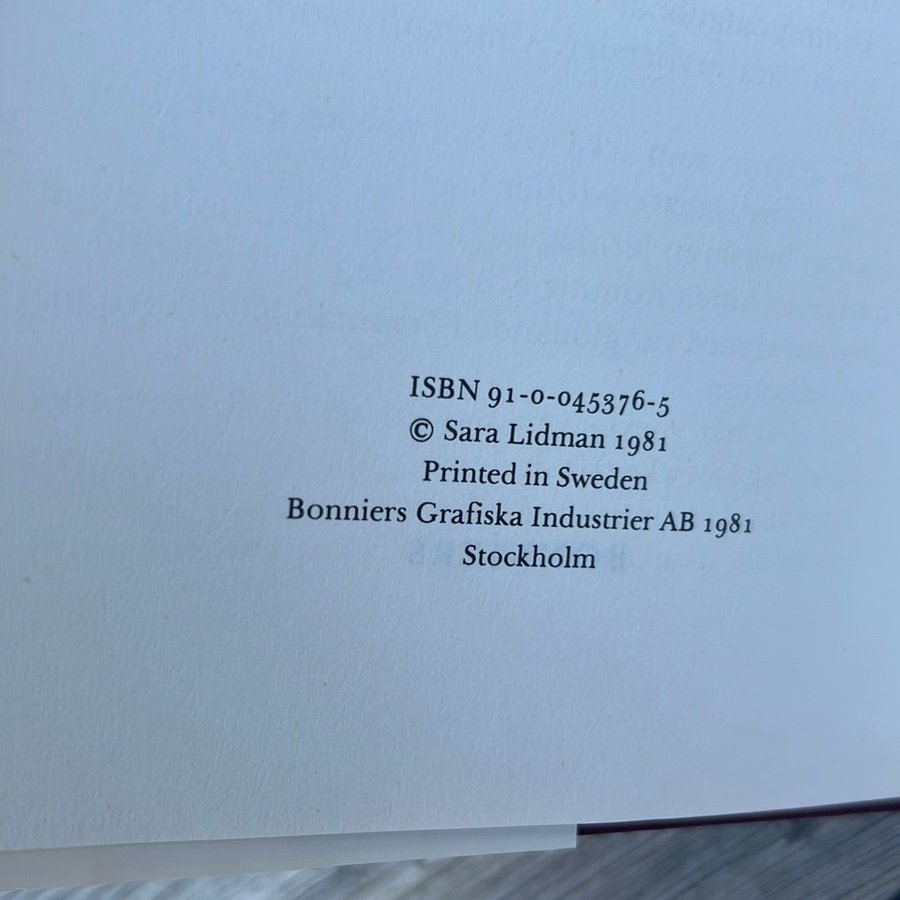 ISBN 91-0-045376-5
© Sara Lidman 1981
Printed in Sweden
Bonniers Grafiska Industrier AB 1981
Stockholm